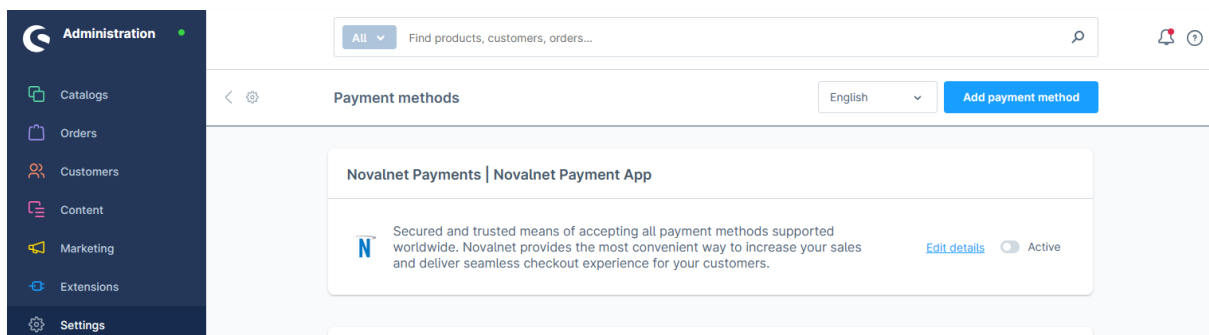 Administration
All
Find products, customers, orders...
Catalogs
Payment methods
English
Add payment method
Orders
Customers
Novalnet Payments | Novalnet Payment App
Content
Secured and trusted means of accepting all payment methods supported
worldwide. Novalnet provides the most convenient way to increase your sales
and deliver seamless checkout experience for your customers.
N
Edit details
Active
Marketing
Extensions
Settings